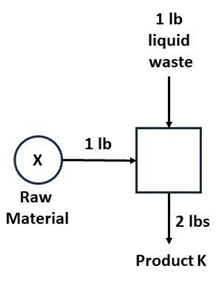 1 lb
liquid
waste
1 lb
X
Raw
Material
2 lbs
Product K